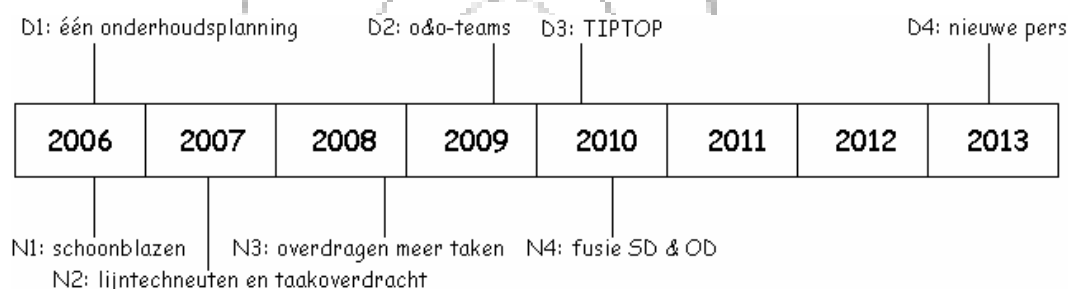 D1: één onderhoudsplanning D2: o&o-teams D3: TIPTOP D4: nieuwe pers
2006 2007 2008 2009 2010 2011 2012 2013
N1: schoonblazen N3: overdragen meer taken N4: fusie SD & OD
N2: lijntechneuten en taakoverdracht